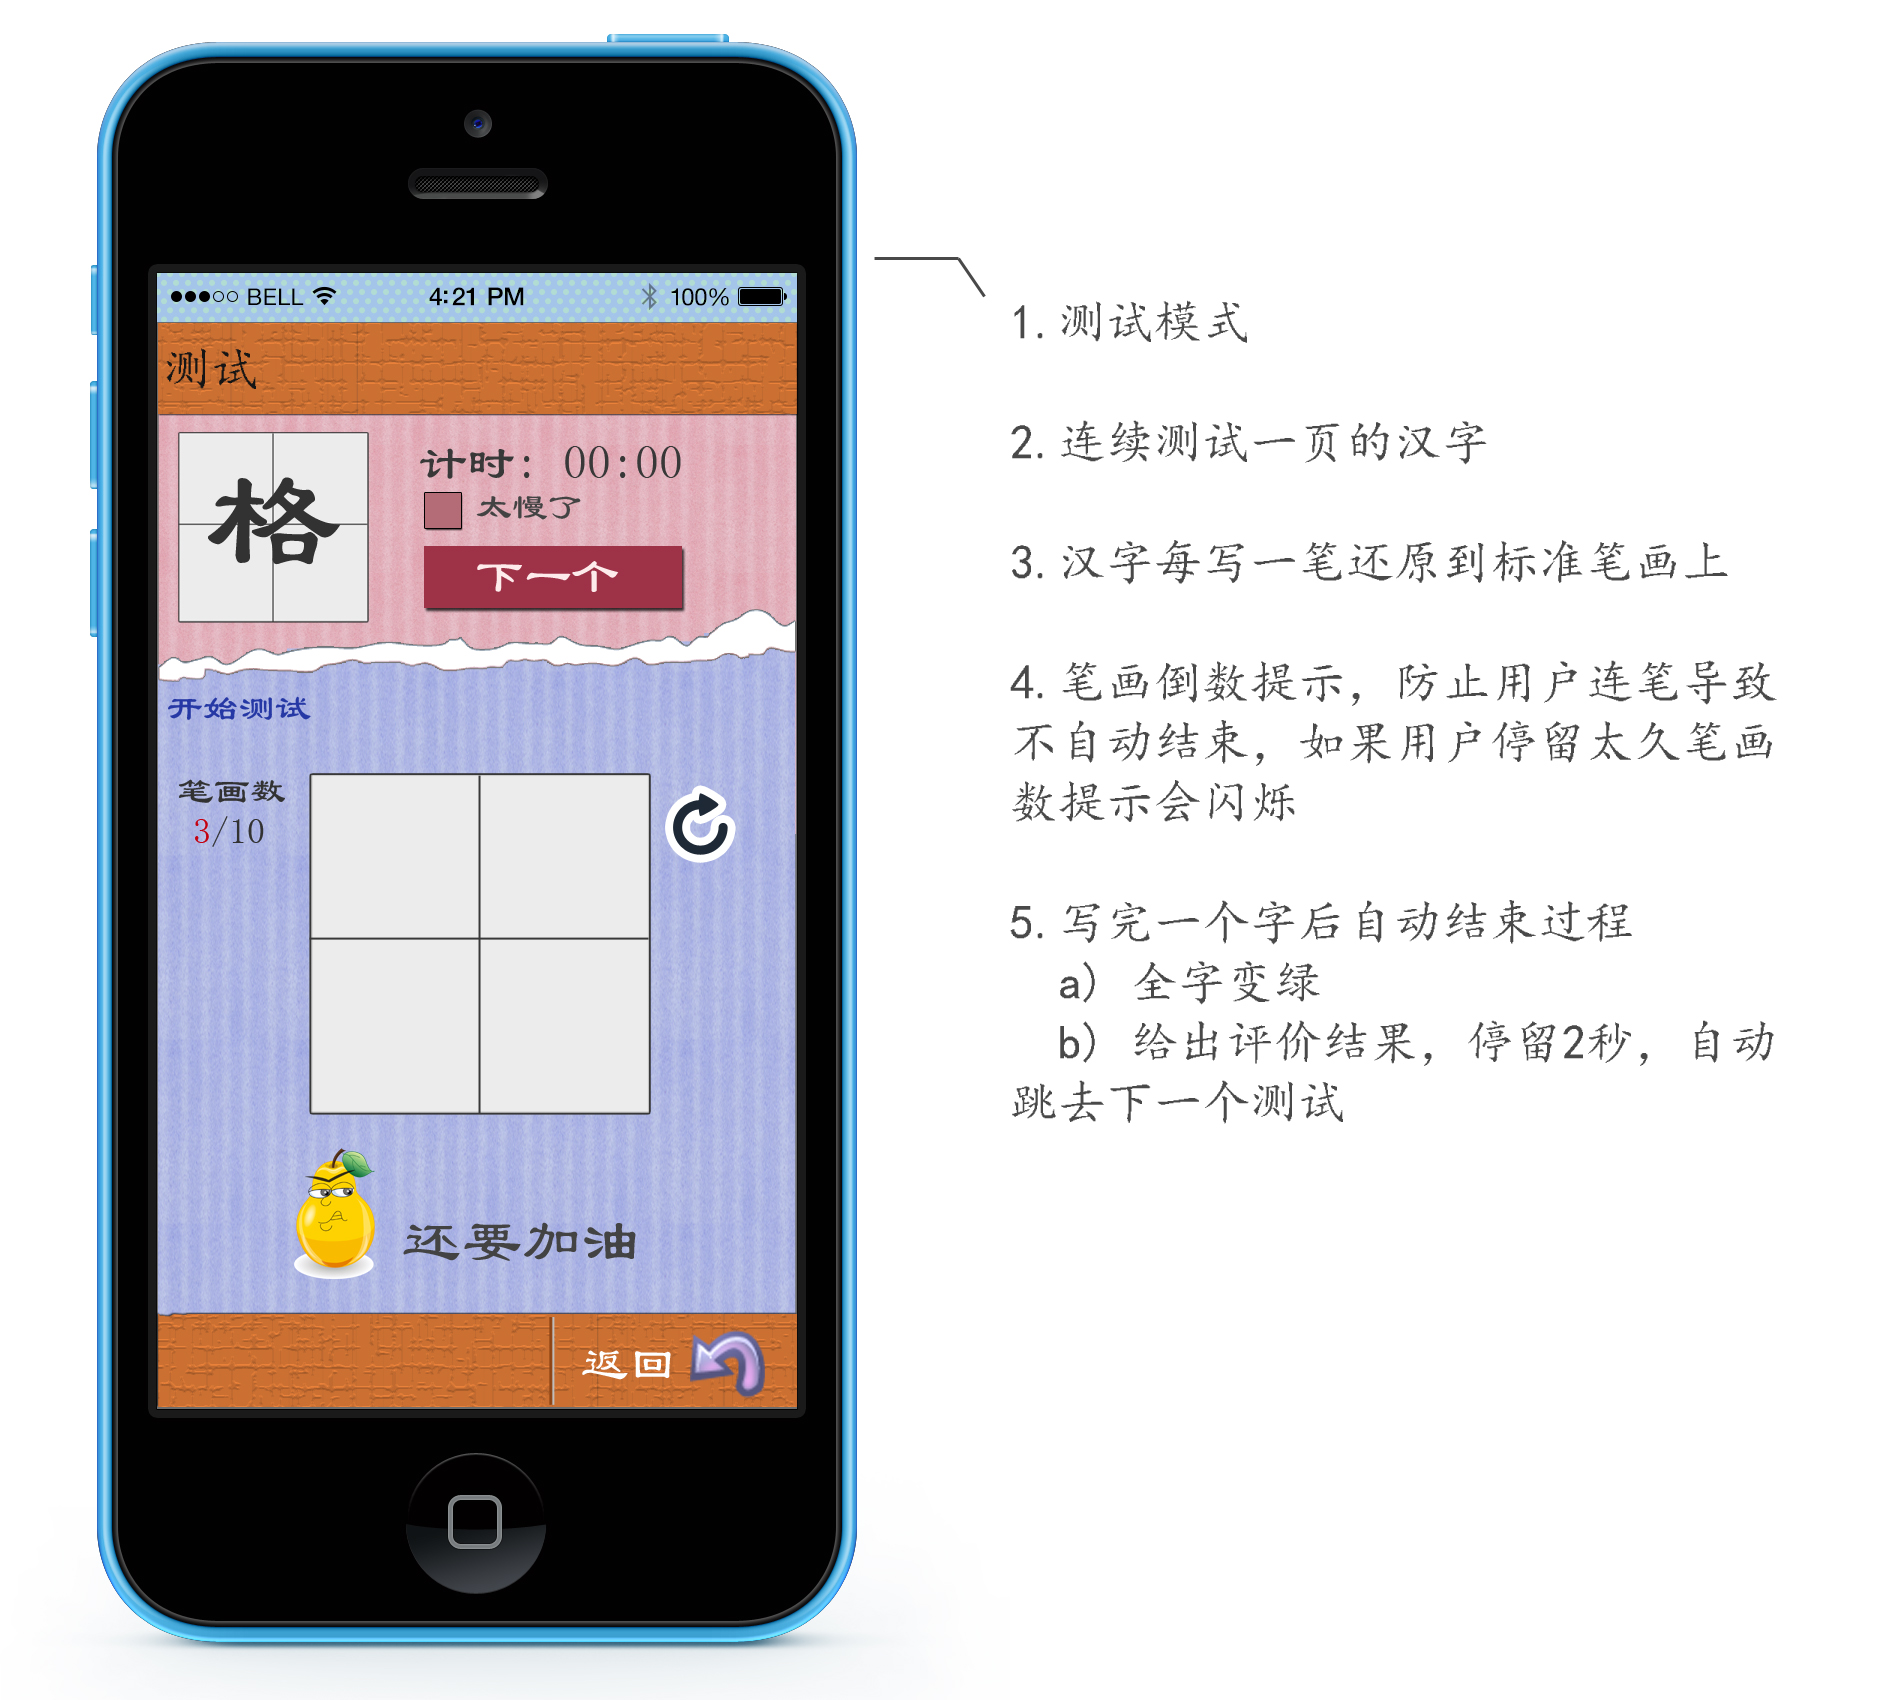 BELL 4:21 PM 100%
测试
格
计时: 00:00
太慢了
下一个
开始测试
笔画数
3/10
还要加油
返回
1. 测试模式
2. 连续测试一页的汉字
3. 汉字每写一笔还原到标准笔画上
4. 笔画倒数提示，防止用户连笔导致
不自动结束，如果用户停留太久笔画
数提示会闪烁
5. 写完一个字后自动结束过程
a) 全字变绿
b) 给出评价结果，停留2秒，自动
跳去下一个测试